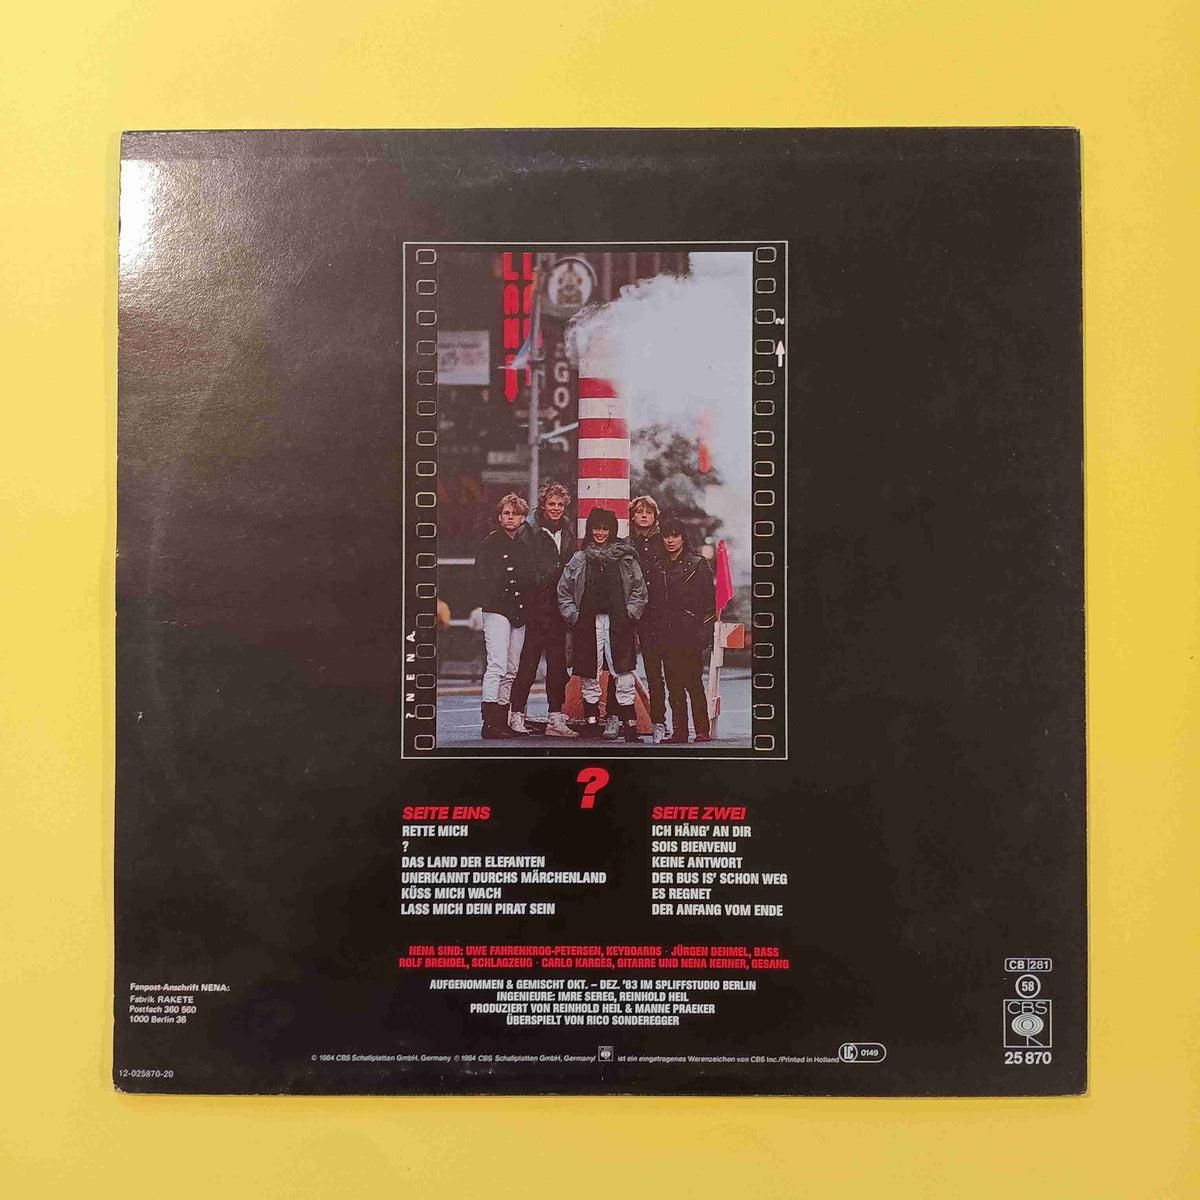 AGO
2
? N E N A
?
SEITE EINS
RETTE MICH
?
DAS LAND DER ELEFANTEN
UNERKANNT DURCHS MÄRCHENLAND
KÜSS MICH WACH
LASS MICH DEIN PIRAT SEIN
SEITE ZWEI
ICH HÄNG' AN DIR
SOIS BIENVENU
KEINE ANTWORT
DER BUS IS' SCHON WEG
ES REGNET
DER ANFANG VOM ENDE
NENA SIND: UWE FAHRENKROG-PETERSEN, KEYBOARDS · JÜRGEN DEHMEL, BASS
ROLF BRENDEL, SCHLAGZEUG · CARLO KARGES, GITARRE UND NENA KERNER, GESANG
AUFGENOMMEN & GEMISCHT OKT. – DEZ. '83 IM SPLIFFSTUDIO BERLIN
INGENIEURE: IMRE SEREG, REINHOLD HEIL
PRODUZIERT VON REINHOLD HEIL & MANNE PRAEKER
ÜBERSPIELT VON RICO SONDEREGGER
Fanpost-Anschrift NENA:
Fabrik RAKETE
Postfach 360 560
1000 Berlin 36
CB 281
58
CBS
25 870
© 1984 CBS Schallplatten GmbH, Germany ℗ 1984 CBS Schallplatten GmbH, Germany/ ist ein eingetragenes Warenzeichen von CBS Inc./Printed in Holland
LC 0149
12-025870-20